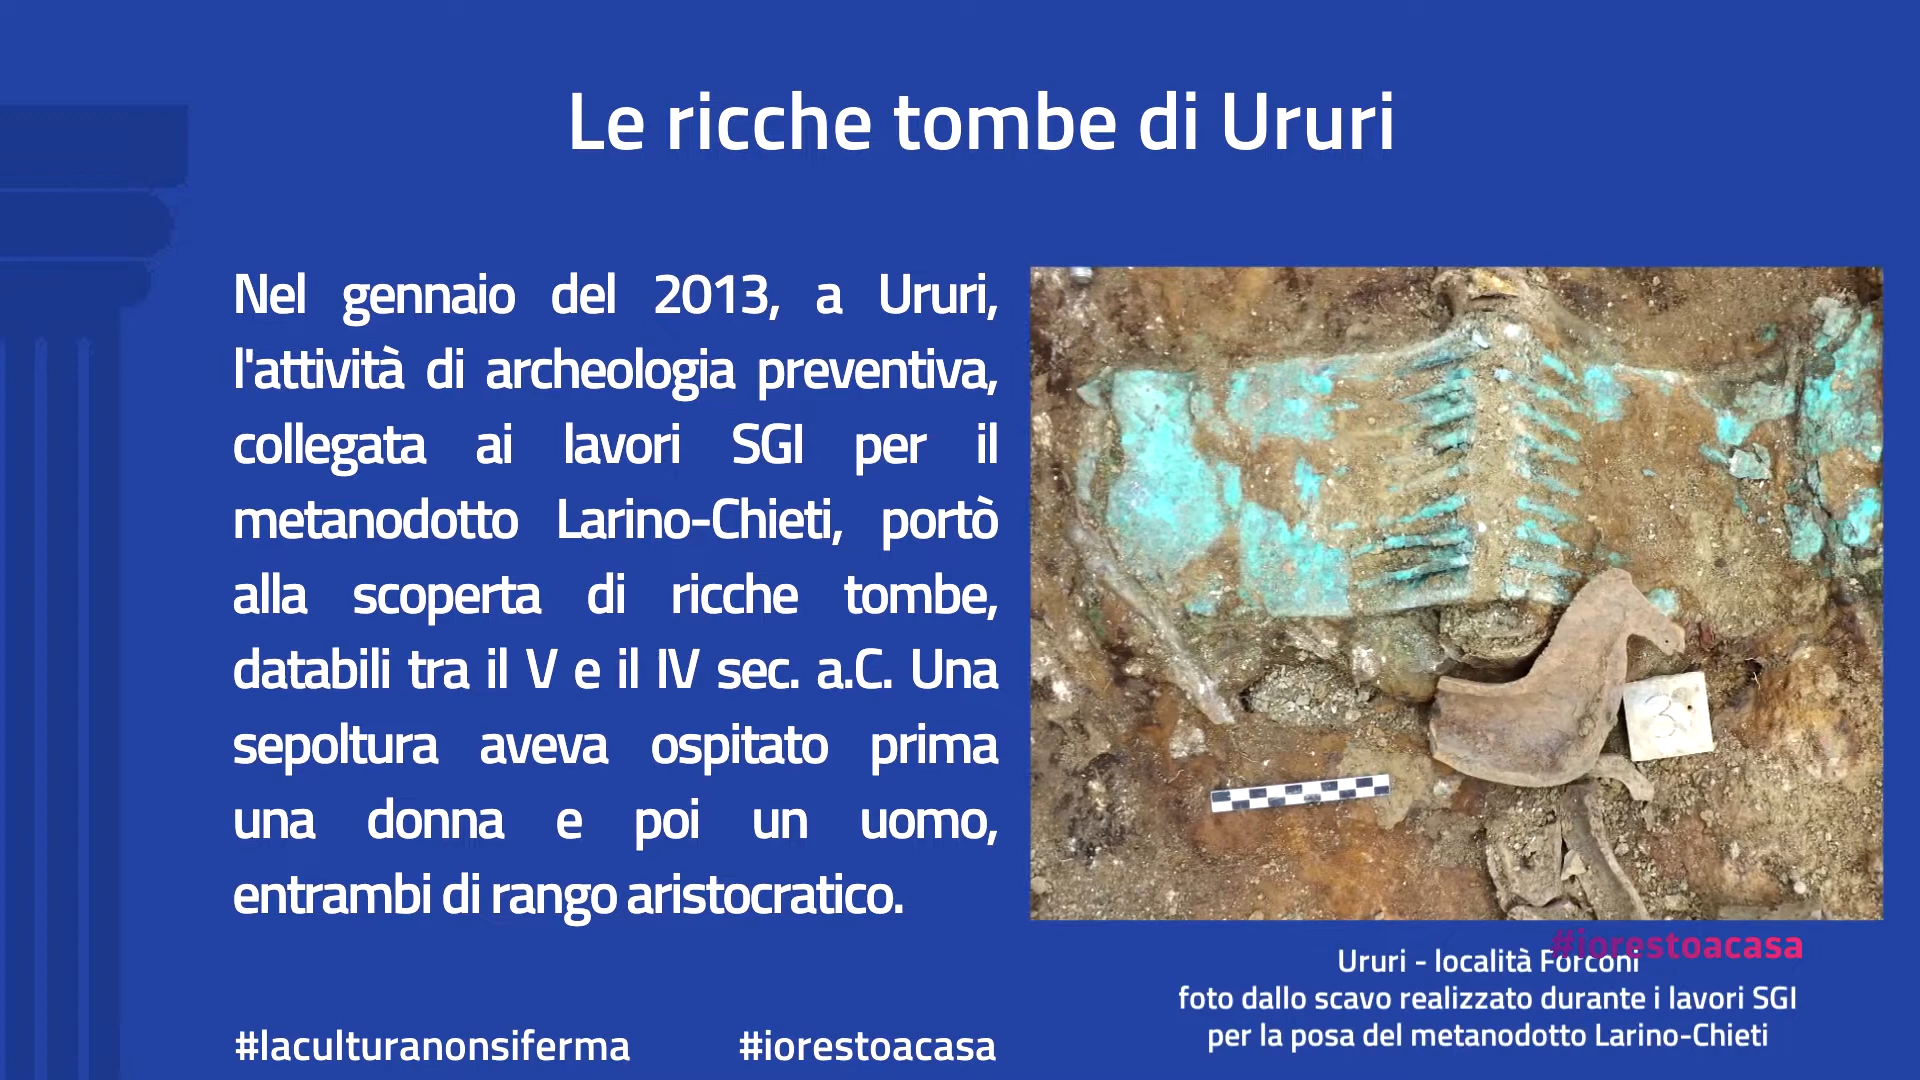 Le ricche tombe di Ururi
Nel gennaio del 2013, a Ururi,
l'attività di archeologia preventiva,
collegata ai lavori SGI per il
metanodotto Larino-Chieti, portò
alla scoperta di ricche tombe,
databili tra il V e il IV sec. a.C. Una
sepoltura aveva ospitato prima
una donna e poi un uomo,
entrambi di rango aristocratico.
#iorestoacasa
Ururi - località Forconi
foto dallo scavo realizzato durante i lavori SGI
per la posa del metanodotto Larino-Chieti
#laculturanonsiferma #iorestoacasa